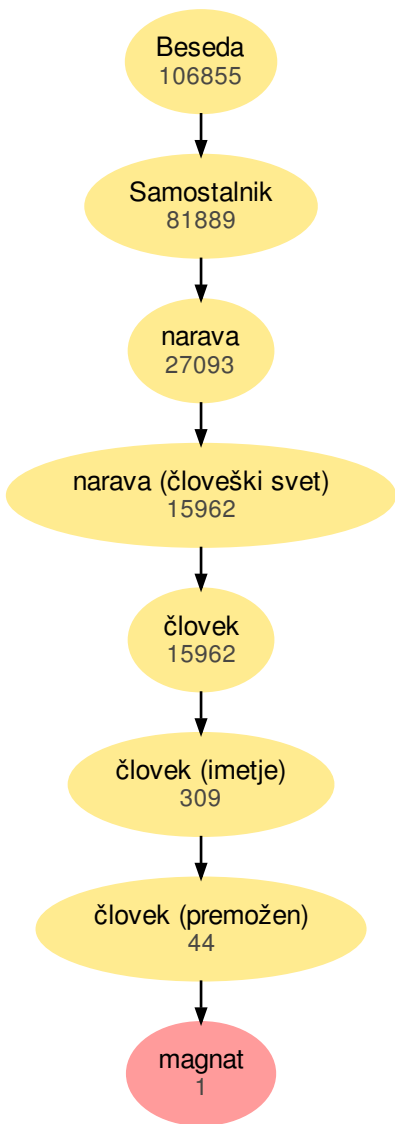 Beseda
106855
Samostalnik
81889
narava
27093
narava (človeški svet)
15962
človek
15962
človek (imetje)
309
človek (premožen)
44
magnat
1